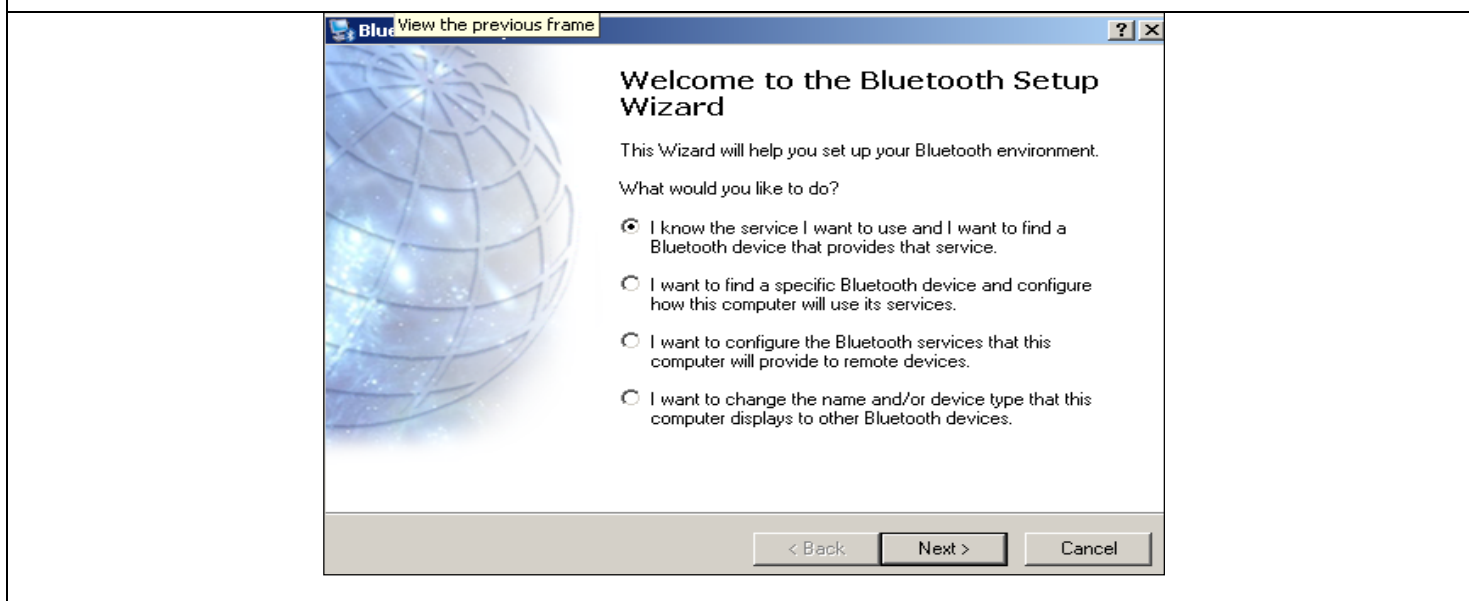 Blue
View the previous frame
?
Welcome to the Bluetooth Setup
Wizard
This Wizard will help you set up your Bluetooth environment.
What would you like to do?
I know the service I want to use and I want to find a
Bluetooth device that provides that service.
I want to find a specific Bluetooth device and configure
how this computer will use its services.
I want to configure the Bluetooth services that this
computer will provide to remote devices.
I want to change the name and/or device type that this
computer displays to other Bluetooth devices.
< Back Next > Cancel